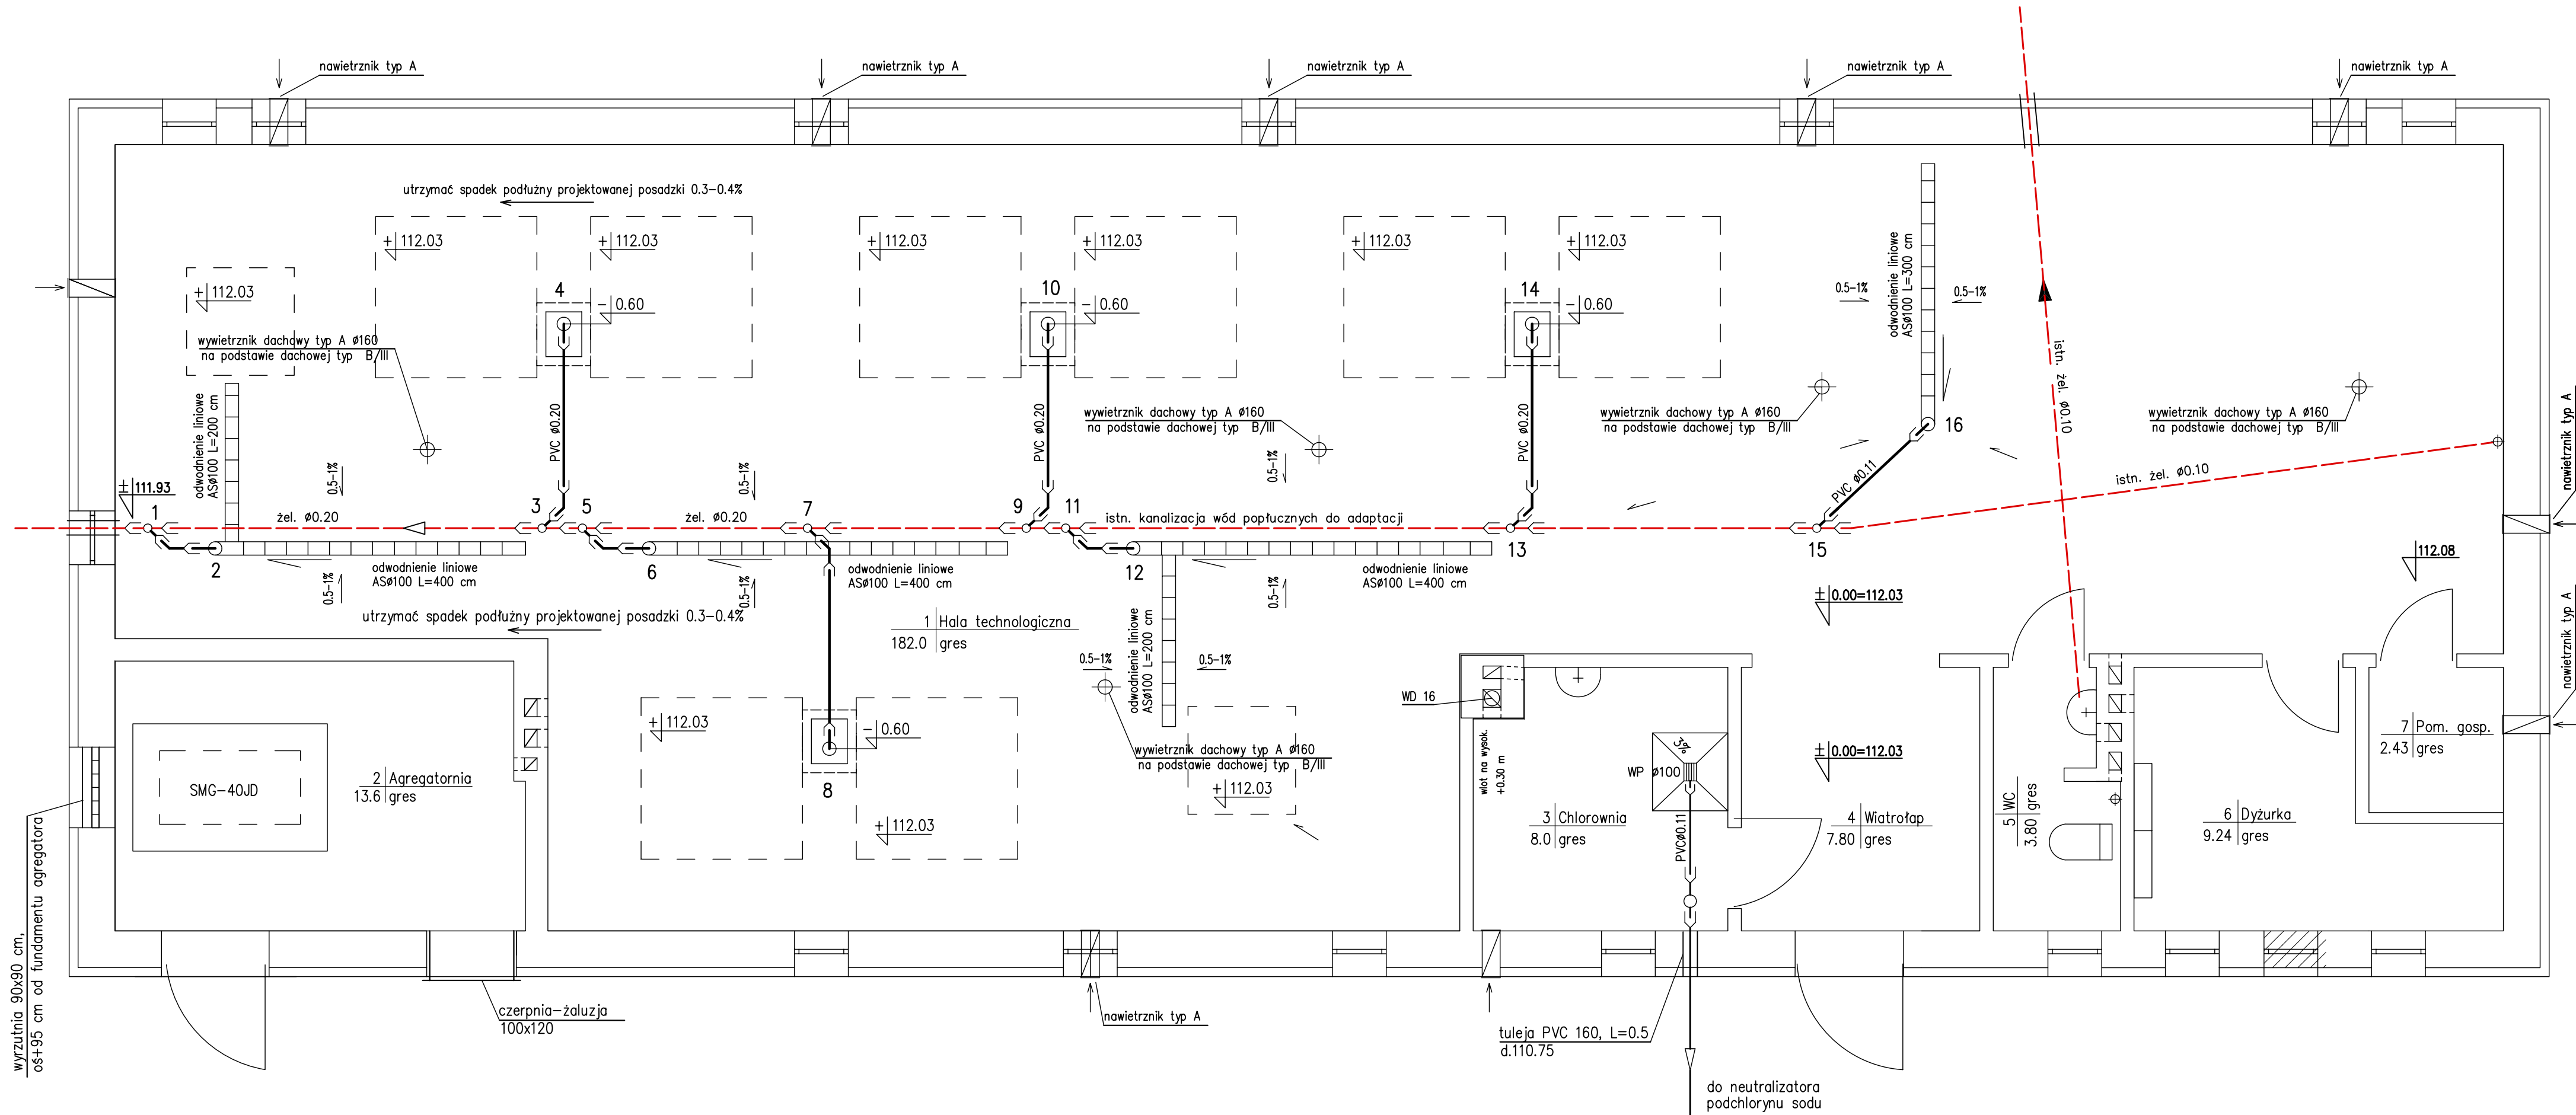 nawietrznik typ A
nawietrznik typ A
nawietrznik typ A
nawietrznik typ A
nawietrznik typ A
utrzymać spadek podłużny projektowanej posadzki 0.3-0.4%
+ 112.03
+ 112.03
+ 112.03
+ 112.03
+ 112.03
+ 112.03
+ 112.03
4
- 0.60
10
- 0.60
14
- 0.60
odwodnienie liniowe
ASø100 L=300 cm
0.5-1%
0.5-1%
wywietrznik dachowy typ A ø160
na podstawie dachowej typ B/III
odwodnienie liniowe
ASø100 L=200 cm
PVC ø0.20
PVC ø0.20
PVC ø0.20
wywietrznik dachowy typ A ø160
na podstawie dachowej typ B/III
wywietrznik dachowy typ A ø160
na podstawie dachowej typ B/III
wywietrznik dachowy typ A ø160
na podstawie dachowej typ B/III
istn. żel. ø0.10
16
PVC ø0.11
istn. żel. ø0.10
nawietrznik typ A
± 111.93
0.5-1%
0.5-1%
0.5-1%
1
żel. ø0.20
3
5
żel. ø0.20
7
9
11
istn. kanalizacja wód popłucznych do adaptacji
13
15
2
odwodnienie liniowe
ASø100 L=400 cm
6
odwodnienie liniowe
ASø100 L=400 cm
12
odwodnienie liniowe
ASø100 L=400 cm
112.08
0.5-1%
0.5-1%
0.5-1%
utrzymać spadek podłużny projektowanej posadzki 0.3-0.4%
1 Hala technologiczna
182.0 gres
± 0.00=112.03
nawietrznik typ A
odwodnienie liniowe
ASø100 L=200 cm
0.5-1%
0.5-1%
WD 16
+ 112.03
- 0.60
8
+ 112.03
wywietrznik dachowy typ A ø160
na podstawie dachowej typ B/III
+ 112.03
wlot na wysok.
+0.30 m
3%
WP ø100
PVCø0.11
± 0.00=112.03
7 Pom. gosp.
2.43 gres
SMG-40JD
2 Agregatornia
13.6 gres
3 Chlorownia
8.0 gres
4 Wiatrołap
7.80 gres
5 WC
3.80 gres
6 Dyżurka
9.24 gres
wyrzutnia 90x90 cm,
oś+95 cm od fundamentu agregatora
czerpnia-żaluzja
100x120
nawietrznik typ A
tuleja PVC 160, L=0.5
d.110.75
do neutralizatora
podchlorynu sodu